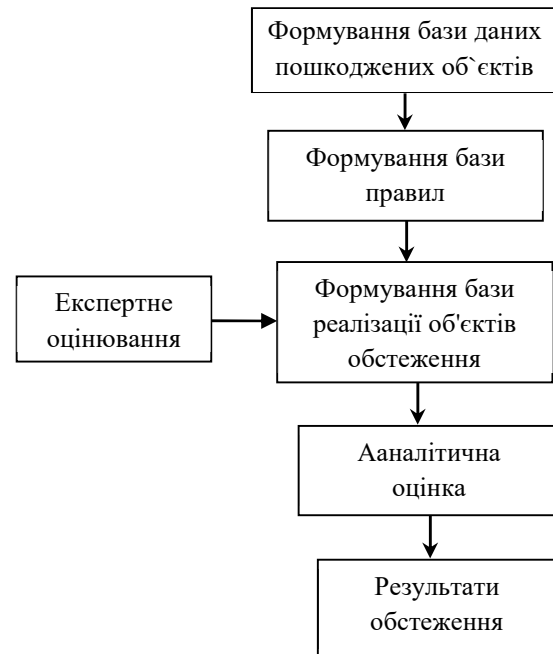 Формування бази даних
пошкоджених об`єктів
Формування бази
правил
Експертне
оцінювання
Формування бази
реалізації об'єктів
обстеження
Ааналітична
оцінка
Результати
обстеження